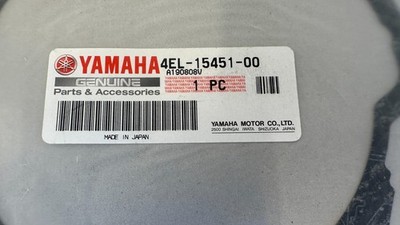 YAMAHA 4EL-15451-00
GENUINE A190808V
Parts & Accessories 1 PC
MADE IN JAPAN
YAMAHA MOTOR CO.,LTD.
2500 SHINGAI IWATA SHIZUOKA JAPAN